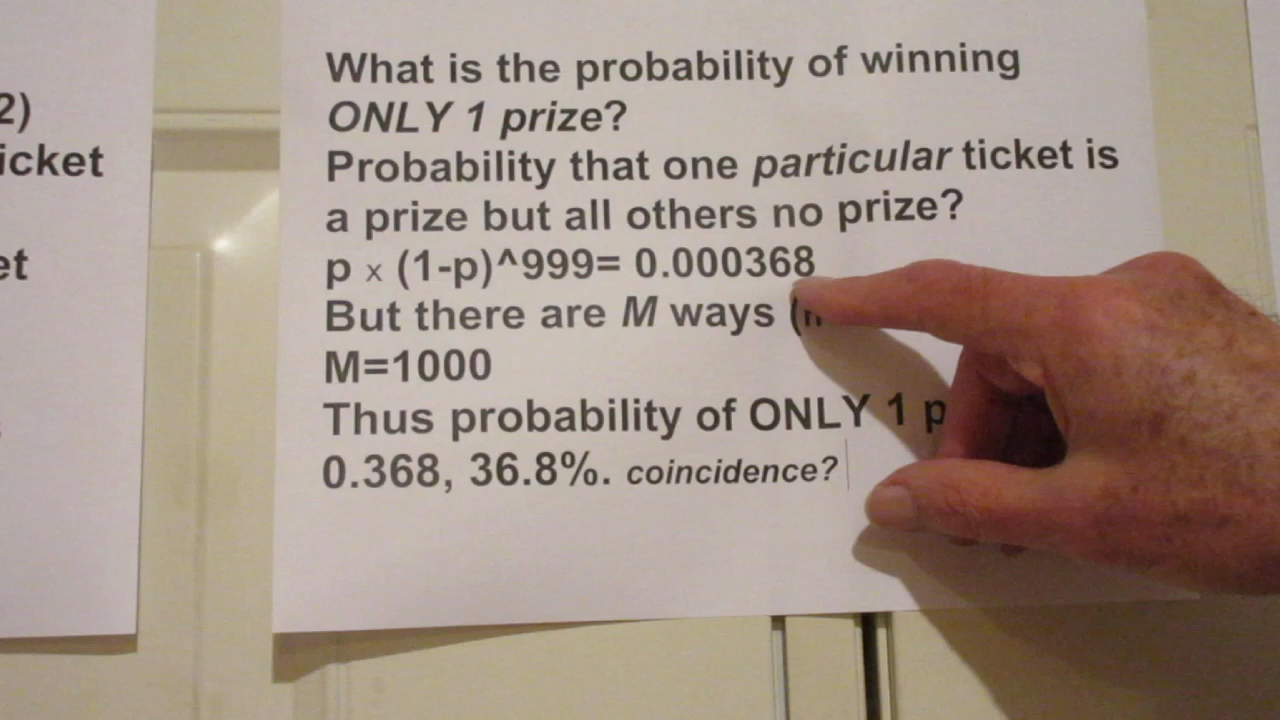 2)
icket
et
What is the probability of winning
ONLY 1 prize?
Probability that one particular ticket is
a prize but all others no prize?
p x (1-p)^999= 0.000368
But there are M ways (
M=1000
Thus probability of ONLY 1 p
0.368, 36.8%. coincidence?